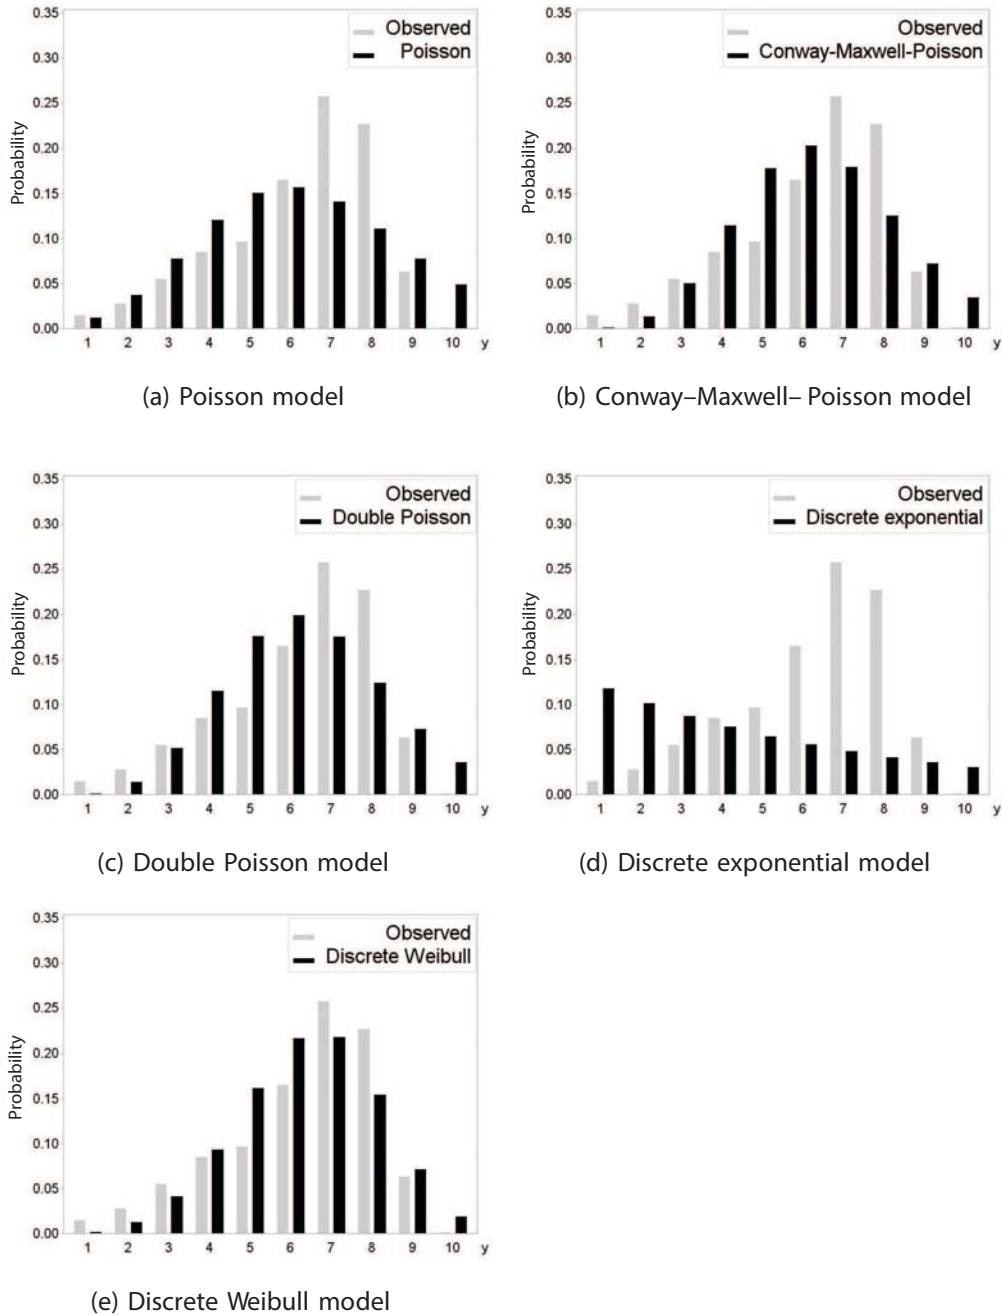 0.35
0.30
0.25
0.20
0.15
0.10
0.05
0.00
Probability
Observed
Poisson
1 2 3 4 5 6 7 8 9 10 y
(a) Poisson model
0.35
0.30
0.25
0.20
0.15
0.10
0.05
0.00
Probability
Observed
Conway-Maxwell-Poisson
1 2 3 4 5 6 7 8 9 10 y
(b) Conway–Maxwell– Poisson model
0.35
0.30
0.25
0.20
0.15
0.10
0.05
0.00
Probability
Observed
Double Poisson
1 2 3 4 5 6 7 8 9 10 y
(c) Double Poisson model
0.35
0.30
0.25
0.20
0.15
0.10
0.05
0.00
Probability
Observed
Discrete exponential
1 2 3 4 5 6 7 8 9 10 y
(d) Discrete exponential model
0.35
0.30
0.25
0.20
0.15
0.10
0.05
0.00
Probability
Observed
Discrete Weibull
1 2 3 4 5 6 7 8 9 10 y
(e) Discrete Weibull model